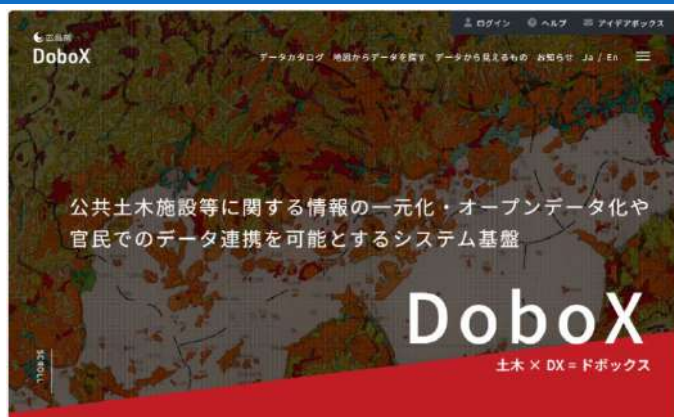 ログイン ヘルプ アイデアボックス
広島県
DoboX
データカタログ 地図からデータを探す データから見えるもの お知らせ Ja / En
公共土木施設等に関する情報の一元化・オープンデータ化や
官民でのデータ連携を可能とするシステム基盤
DoboX
土木 × DX = ドボックス
SCROLL